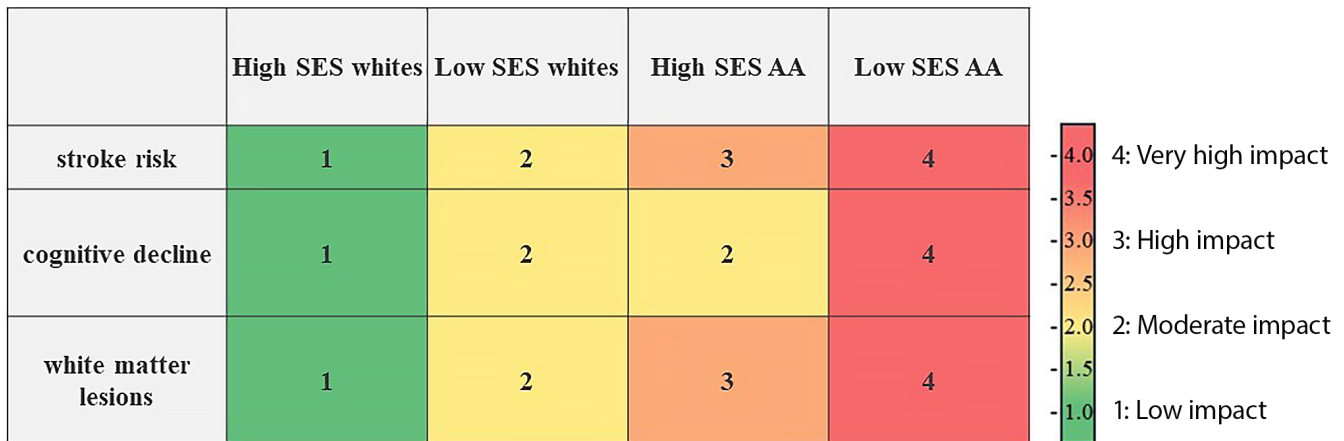 High SES whites Low SES whites High SES AA Low SES AA
stroke risk 1 2 3 4
cognitive decline 1 2 2 4
white matter
lesions 1 2 3 4
- 4.0 4: Very high impact
- 3.5
- 3.0 3: High impact
- 2.5
- 2.0 2: Moderate impact
- 1.5
- 1.0 1: Low impact